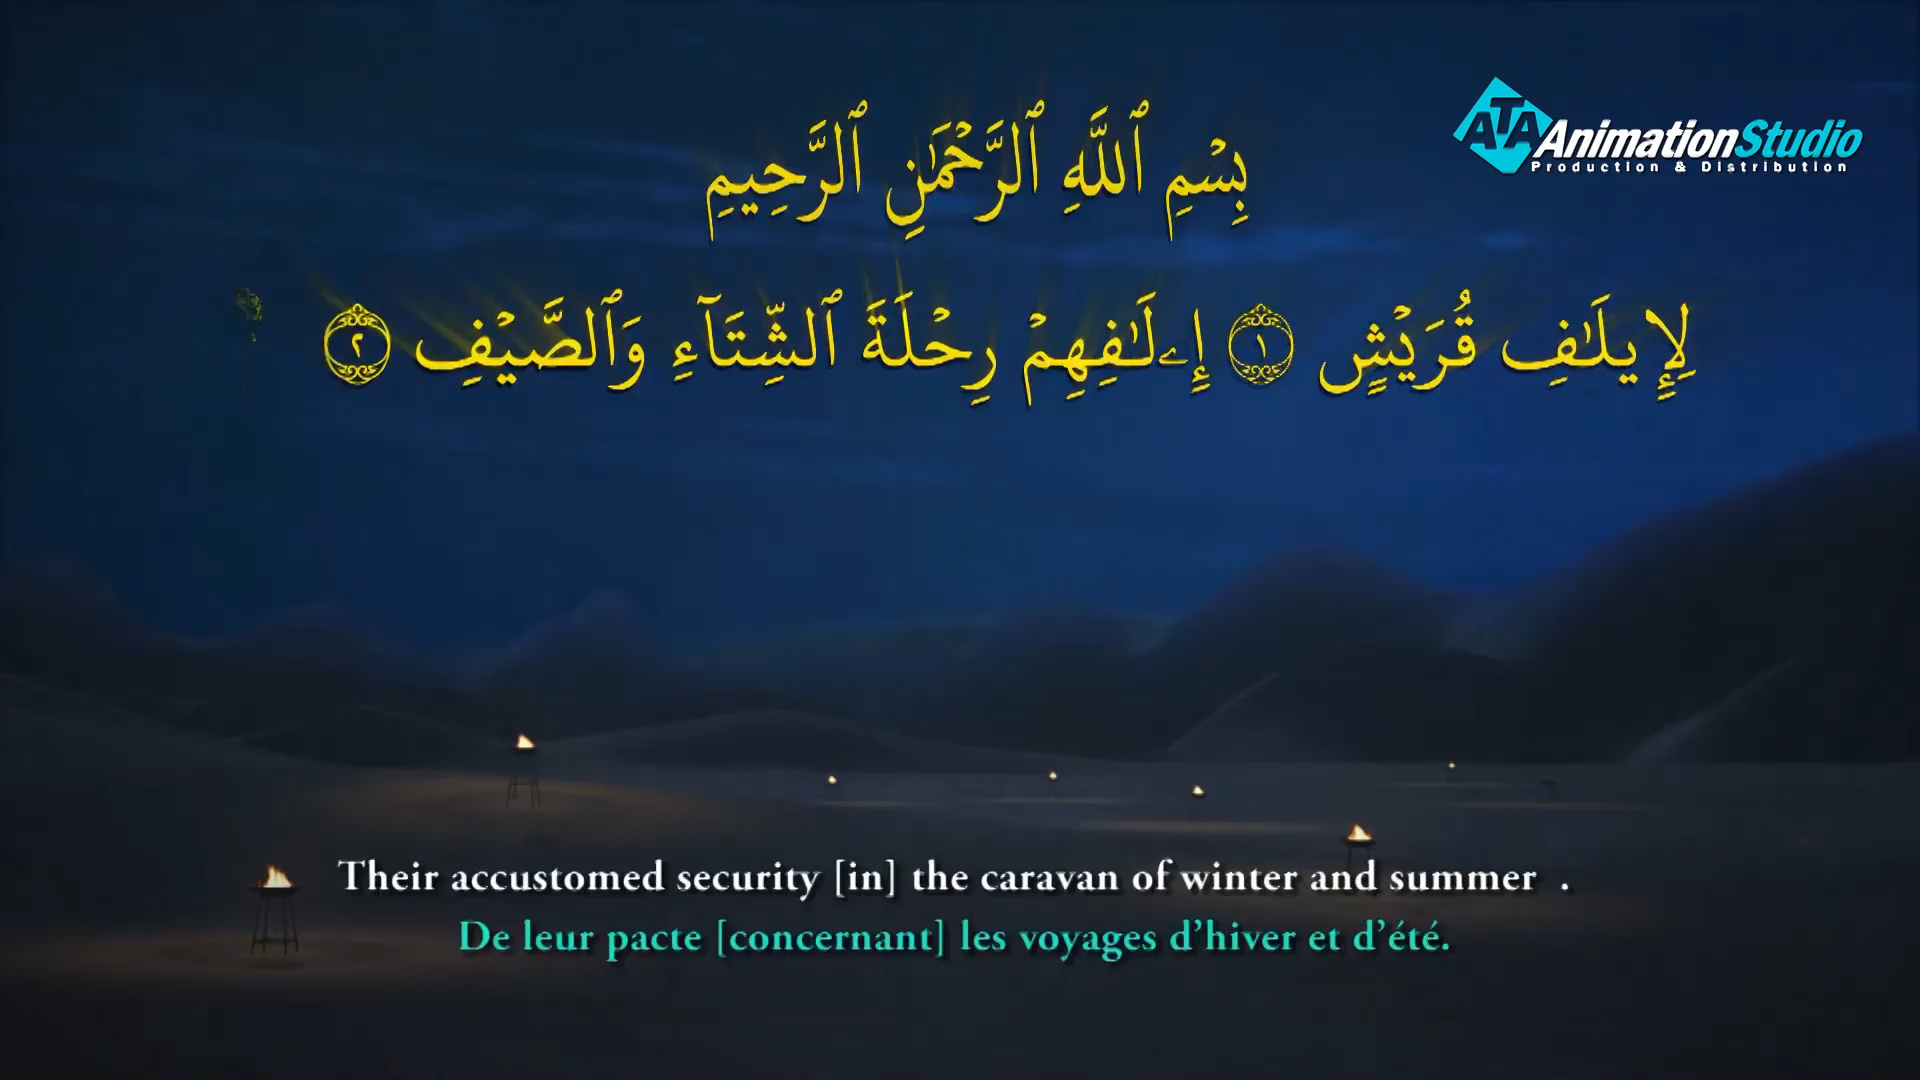 ATA AnimationStudio
Production & Distribution
بِسْمِ ٱللَّهِ ٱلرَّحْمَٰنِ ٱلرَّحِيمِ
لِإِيلَٰفِ قُرَيْشٍ ١ إِۦلَٰفِهِمْ رِحْلَةَ ٱلشِّتَآءِ وَٱلصَّيْفِ ٢
Their accustomed security [in] the caravan of winter and summer .
De leur pacte [concernant] les voyages d’hiver et d’été.